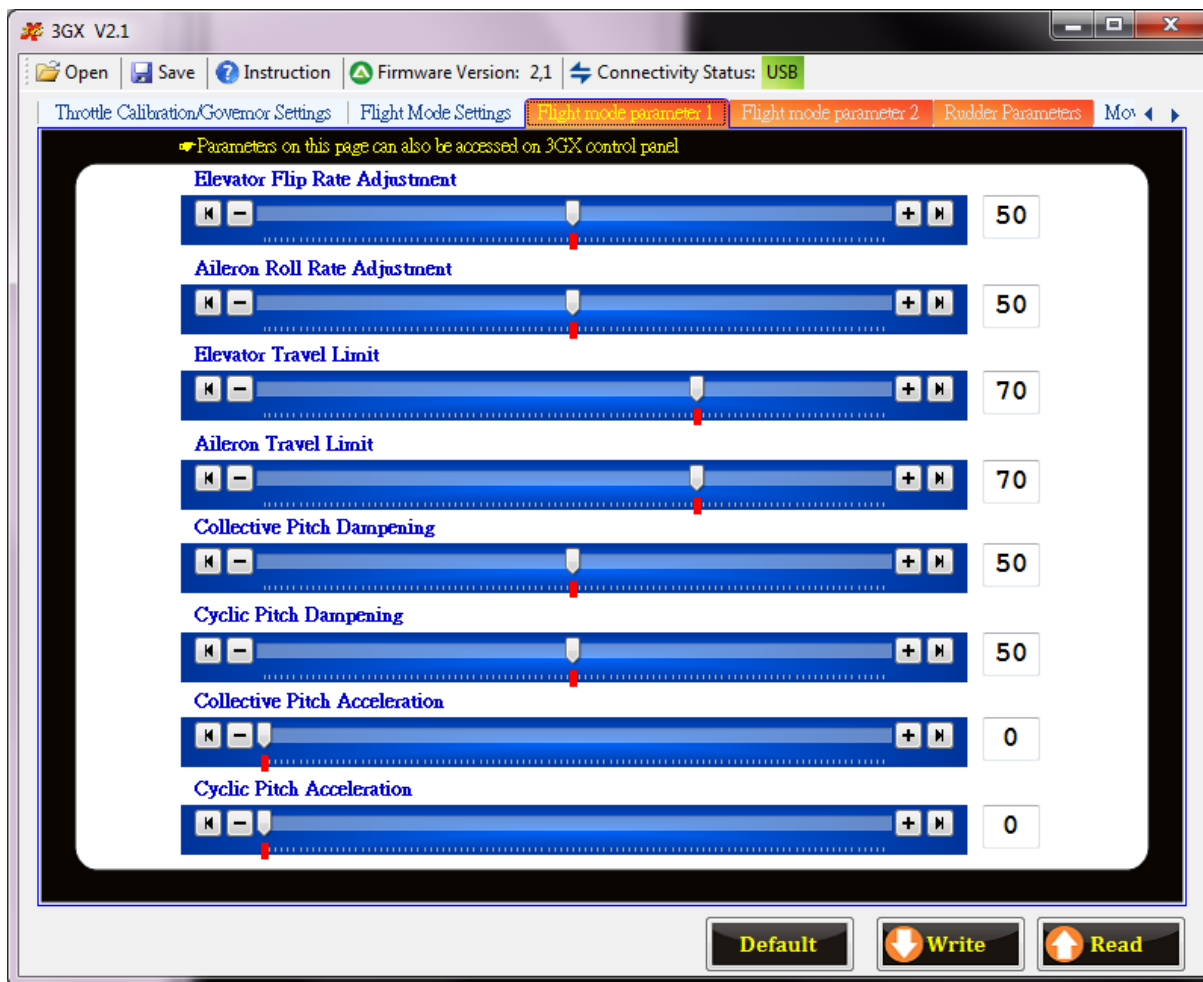 3GX V2.1
Open Save Instruction Firmware Version: 2,1 Connectivity Status: USB
Throttle Calibration/Governor Settings Flight Mode Settings Flight mode parameter 1 Flight mode parameter 2 Rudder Parameters Mov
Parameters on this page can also be accessed on 3GX control panel
Elevator Flip Rate Adjustment
50
Aileron Roll Rate Adjustment
50
Elevator Travel Limit
70
Aileron Travel Limit
70
Collective Pitch Dampening
50
Cyclic Pitch Dampening
50
Collective Pitch Acceleration
0
Cyclic Pitch Acceleration
0
Default Write Read